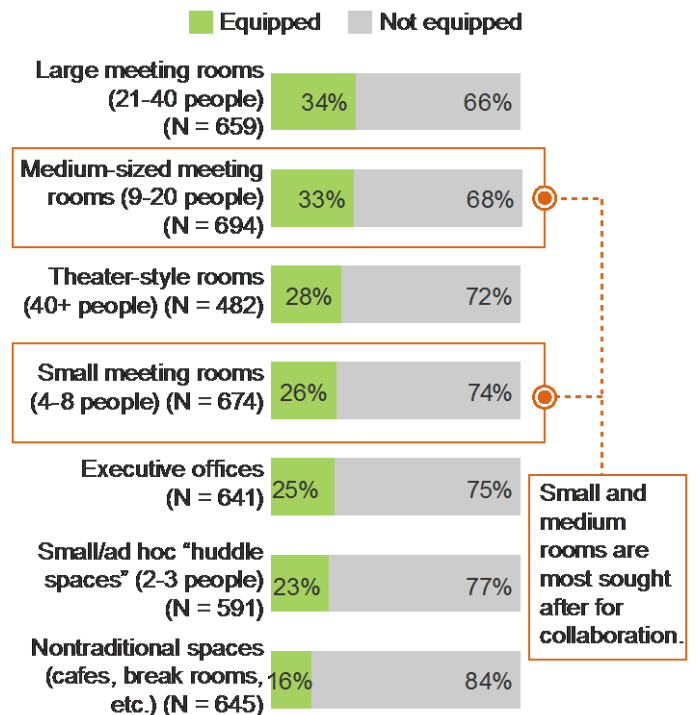 Equipped Not equipped
Large meeting rooms
(21-40 people)
(N = 659)
34% 66%
Medium-sized meeting
rooms (9-20 people)
(N = 694)
33% 68%
Theater-style rooms
(40+ people) (N = 482)
28% 72%
Small meeting rooms
(4-8 people) (N = 674)
26% 74%
Executive offices
(N = 641)
25% 75%
Small/ad hoc “huddle
spaces” (2-3 people)
(N = 591)
23% 77%
Nontraditional spaces
(cafes, break rooms,
etc.) (N = 645)
16% 84%
Small and
medium
rooms are
most sought
after for
collaboration.